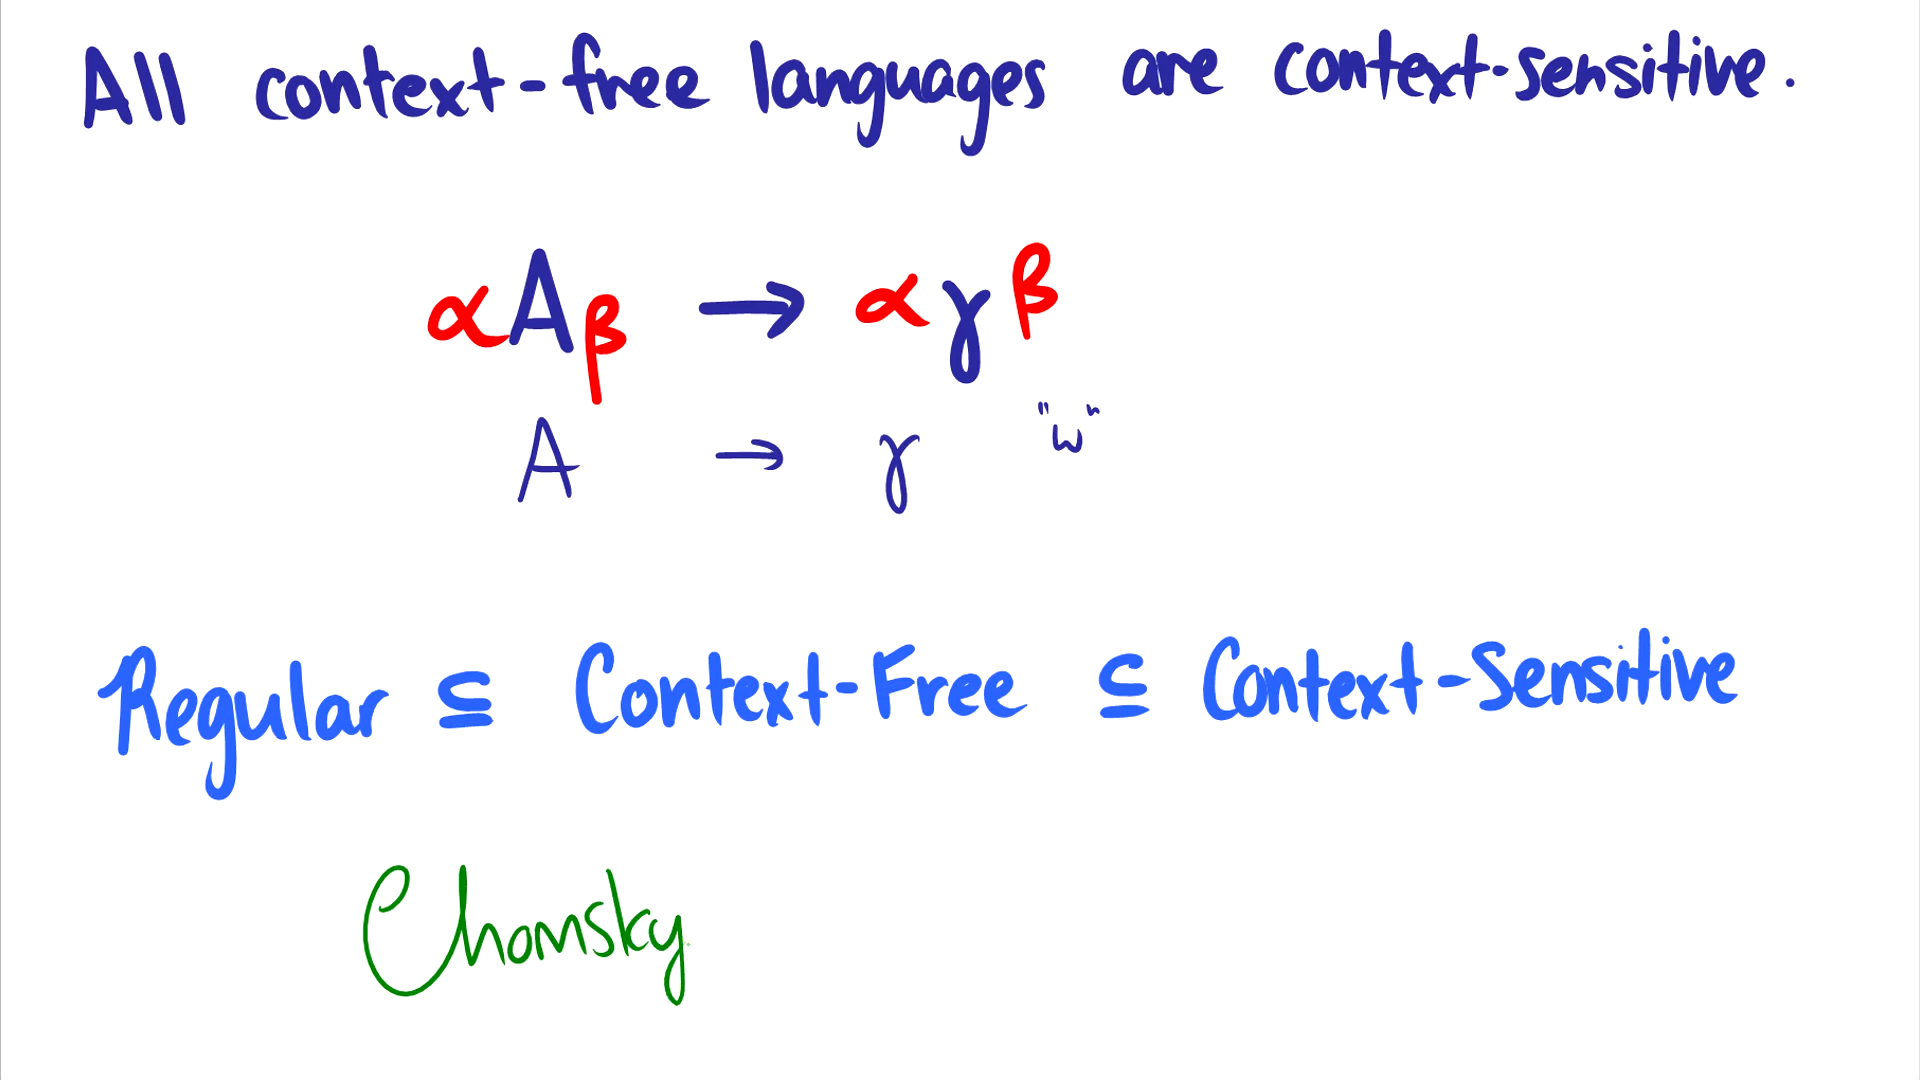 All context-free languages are context-sensitive.
αAβ → αγβ
A → γ "w"
Regular ⊆ Context-Free ⊆ Context-Sensitive
Chomsky